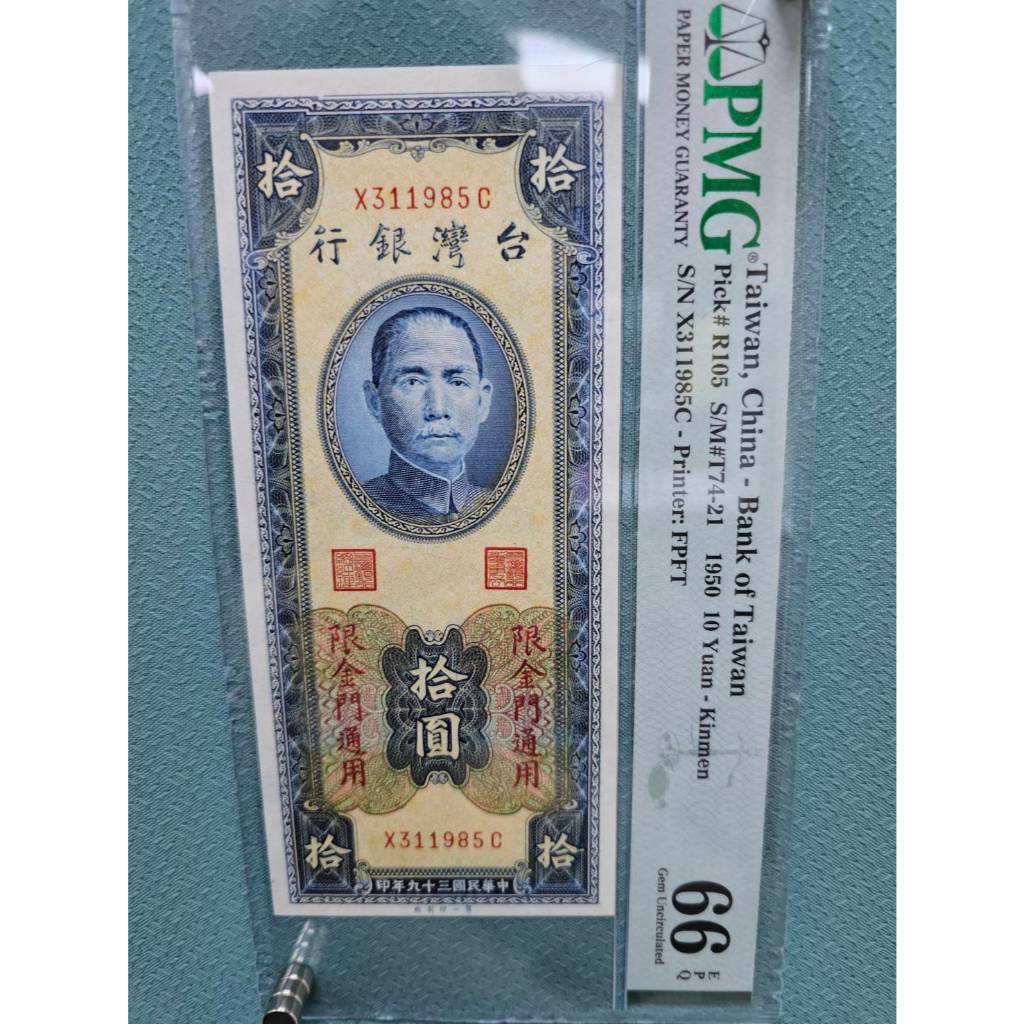 拾 拾
X311985C
台灣銀行
限金門通用
拾圓
限金門通用
X311985C
拾 拾
中華民國三十九年印
PMG
PAPER MONEY GUARANTY
Taiwan, China - Bank of Taiwan
Pick# R105 S/M#T74-21 1950 10 Yuan - Kinmen
S/N X311985C - Printer: FPFT
66 EPQ
Gem Uncirculated